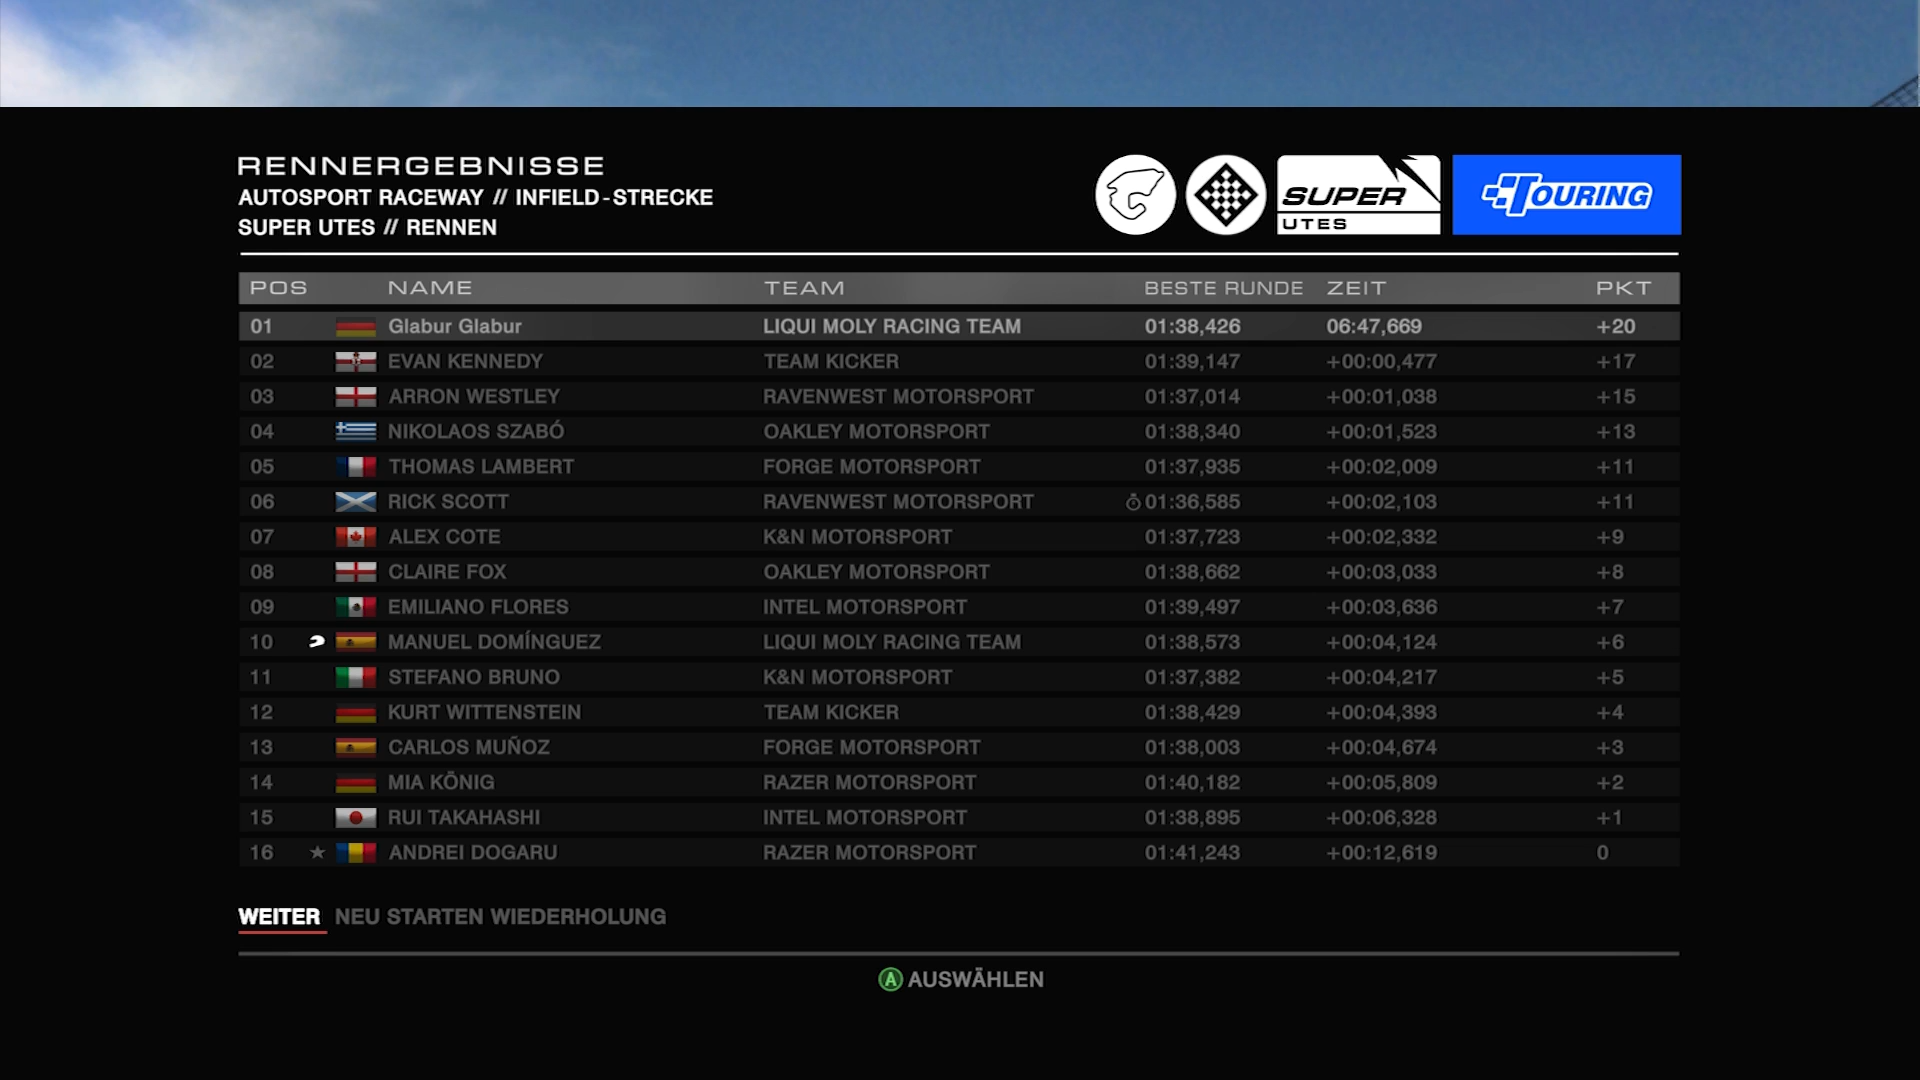 RENNERGEBNISSE
AUTOSPORT RACEWAY // INFIELD-STRECKE
SUPER UTES // RENNEN
SUPER
UTES
TOURING
POS NAME TEAM BESTE RUNDE ZEIT PKT
01 Glabur Glabur LIQUI MOLY RACING TEAM 01:38,426 06:47,669 +20
02 EVAN KENNEDY TEAM KICKER 01:39,147 +00:00,477 +17
03 ARRON WESTLEY RAVENWEST MOTORSPORT 01:37,014 +00:01,038 +15
04 NIKOLAOS SZABÓ OAKLEY MOTORSPORT 01:38,340 +00:01,523 +13
05 THOMAS LAMBERT FORGE MOTORSPORT 01:37,935 +00:02,009 +11
06 RICK SCOTT RAVENWEST MOTORSPORT 01:36,585 +00:02,103 +11
07 ALEX COTE K&N MOTORSPORT 01:37,723 +00:02,332 +9
08 CLAIRE FOX OAKLEY MOTORSPORT 01:38,662 +00:03,033 +8
09 EMILIANO FLORES INTEL MOTORSPORT 01:39,497 +00:03,636 +7
10 MANUEL DOMÍNGUEZ LIQUI MOLY RACING TEAM 01:38,573 +00:04,124 +6
11 STEFANO BRUNO K&N MOTORSPORT 01:37,382 +00:04,217 +5
12 KURT WITTENSTEIN TEAM KICKER 01:38,429 +00:04,393 +4
13 CARLOS MUÑOZ FORGE MOTORSPORT 01:38,003 +00:04,674 +3
14 MIA KÖNIG RAZER MOTORSPORT 01:40,182 +00:05,809 +2
15 RUI TAKAHASHI INTEL MOTORSPORT 01:38,895 +00:06,328 +1
16 ANDREI DOGARU RAZER MOTORSPORT 01:41,243 +00:12,619 0
WEITER NEU STARTEN WIEDERHOLUNG
A AUSWÄHLEN